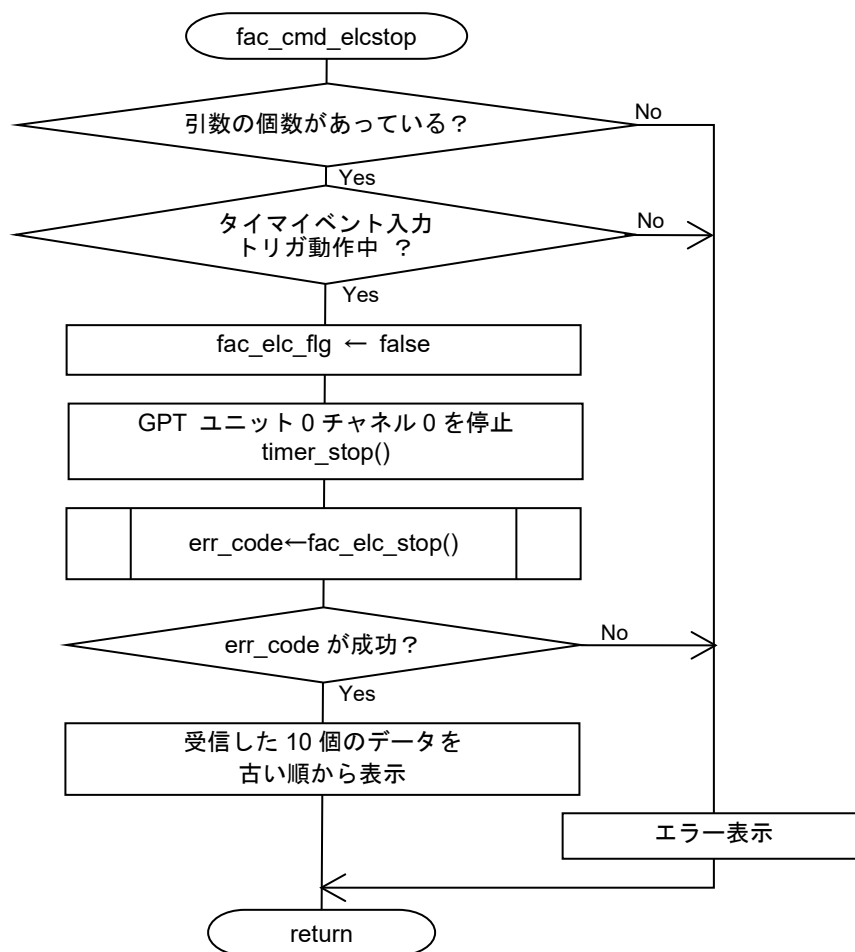 fac_cmd_elcstop
引数の個数があっている？
No
Yes
タイマイベント入力
トリガ動作中 ？
No
Yes
fac_elc_flg ← false
GPT ユニット 0 チャネル 0 を停止
timer_stop()
err_code←fac_elc_stop()
err_code が成功？
No
Yes
受信した 10 個のデータを
古い順から表示
エラー表示
return